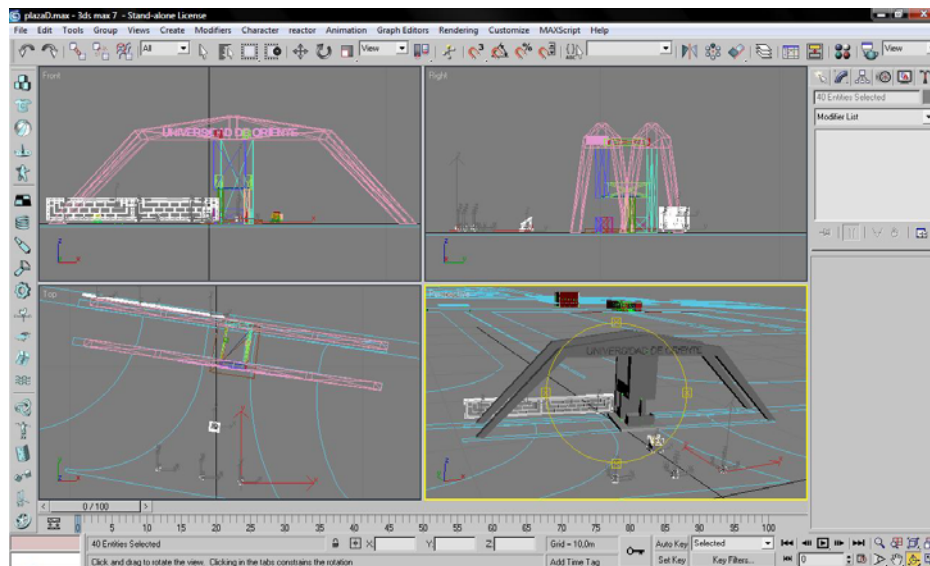 plazaD.max - 3ds max 7 - Stand-alone License
File Edit Tools Group Views Create Modifiers Character reactor Animation Graph Editors Rendering Customize MAXScript Help
All View View
Front
Right
40 Entities Selected
Modifier List
UNIVERSIDAD DE ORIENTE
z x
z y
Top
UNIVERSIDAD DE ORIENTE
0 / 100
0 5 10 15 20 25 30 35 40 45 50 55 60 65 70 75 80 85 90 95 100
40 Entities Selected X: Y: Z: Grid = 10,0m Auto Key Selected
Click and drag to rotate the view. Clicking in the tabs constrains the rotation Add Time Tag Set Key Key Filters... 0